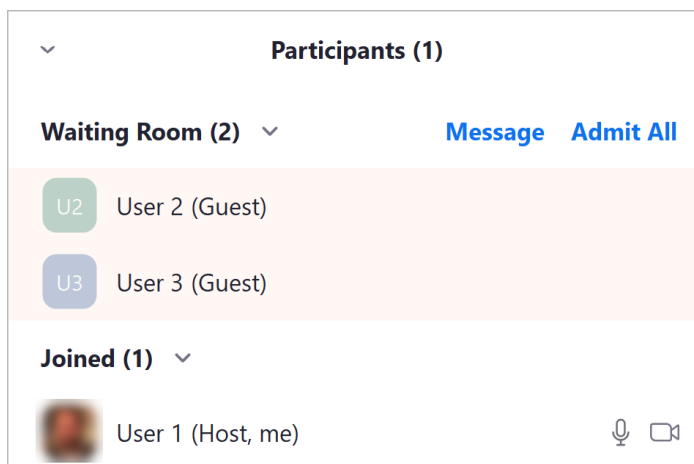 Participants (1)
Waiting Room (2) Message Admit All
U2 User 2 (Guest)
U3 User 3 (Guest)
Joined (1)
User 1 (Host, me)